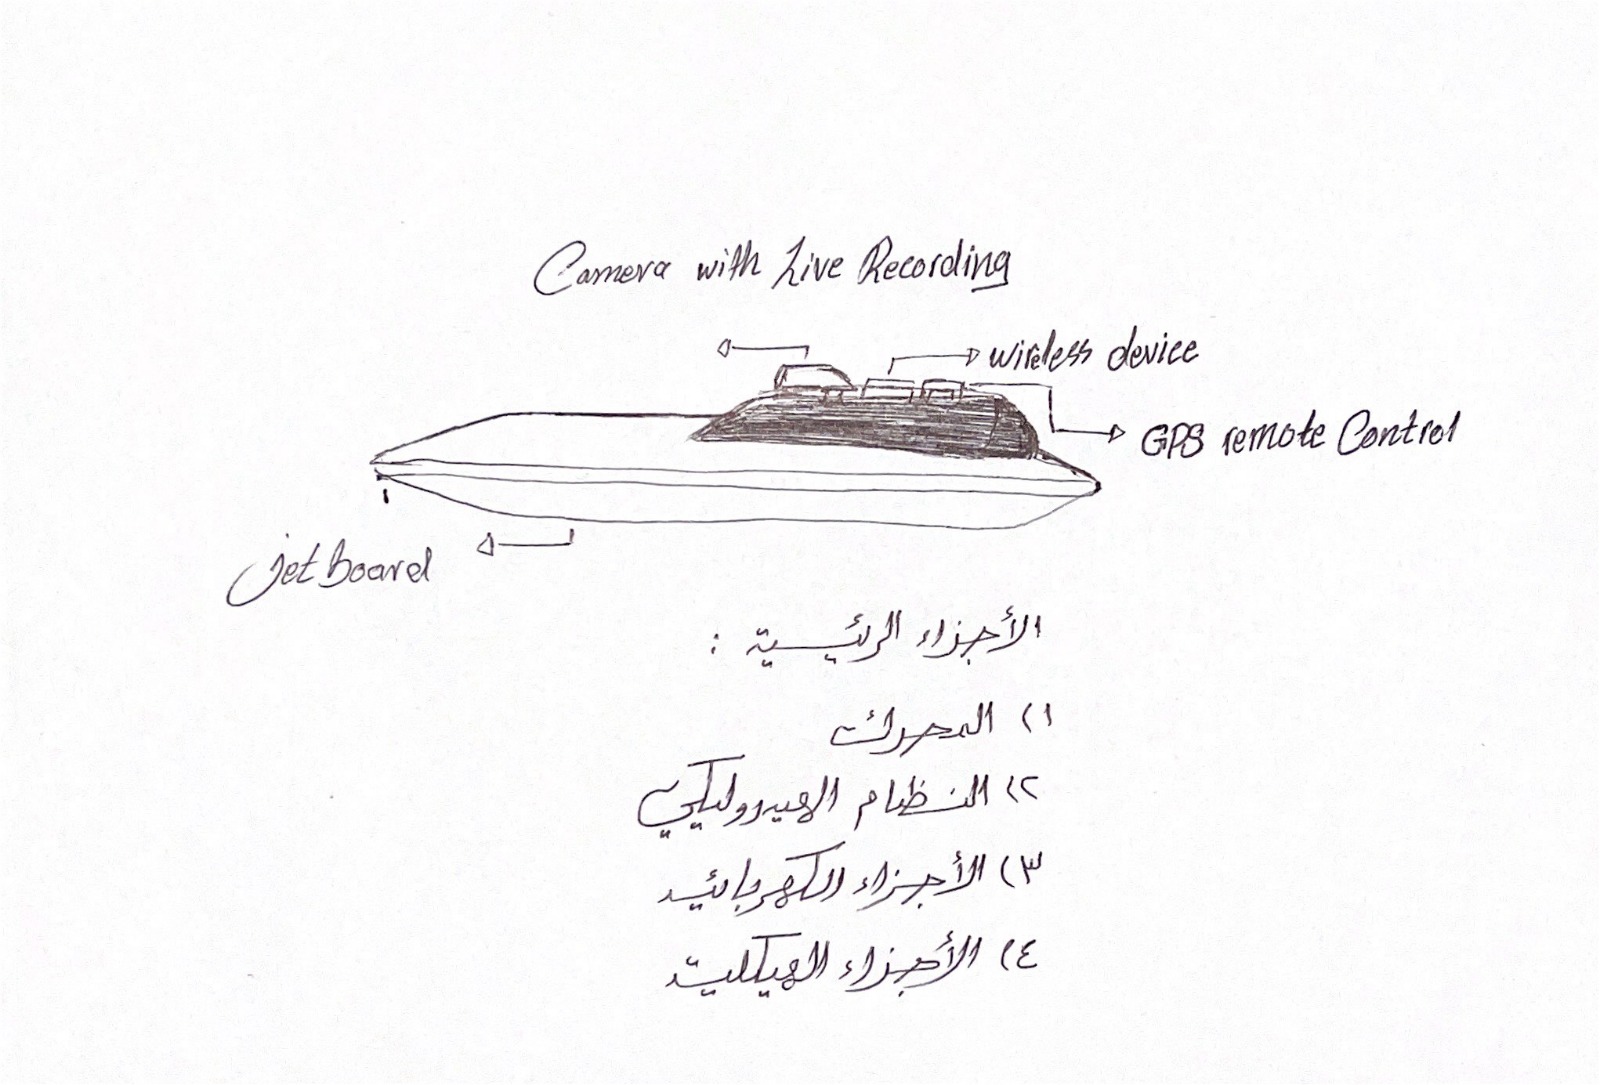 Camera with Live Recording
wireless device
GPS remote Control
jet board
الأجزاء الرئيسية :
١) المحرك
٢) النظام الهيدروليكي
٣) الأجزاء الكهربائية
٤) الأجزاء الهيكلية